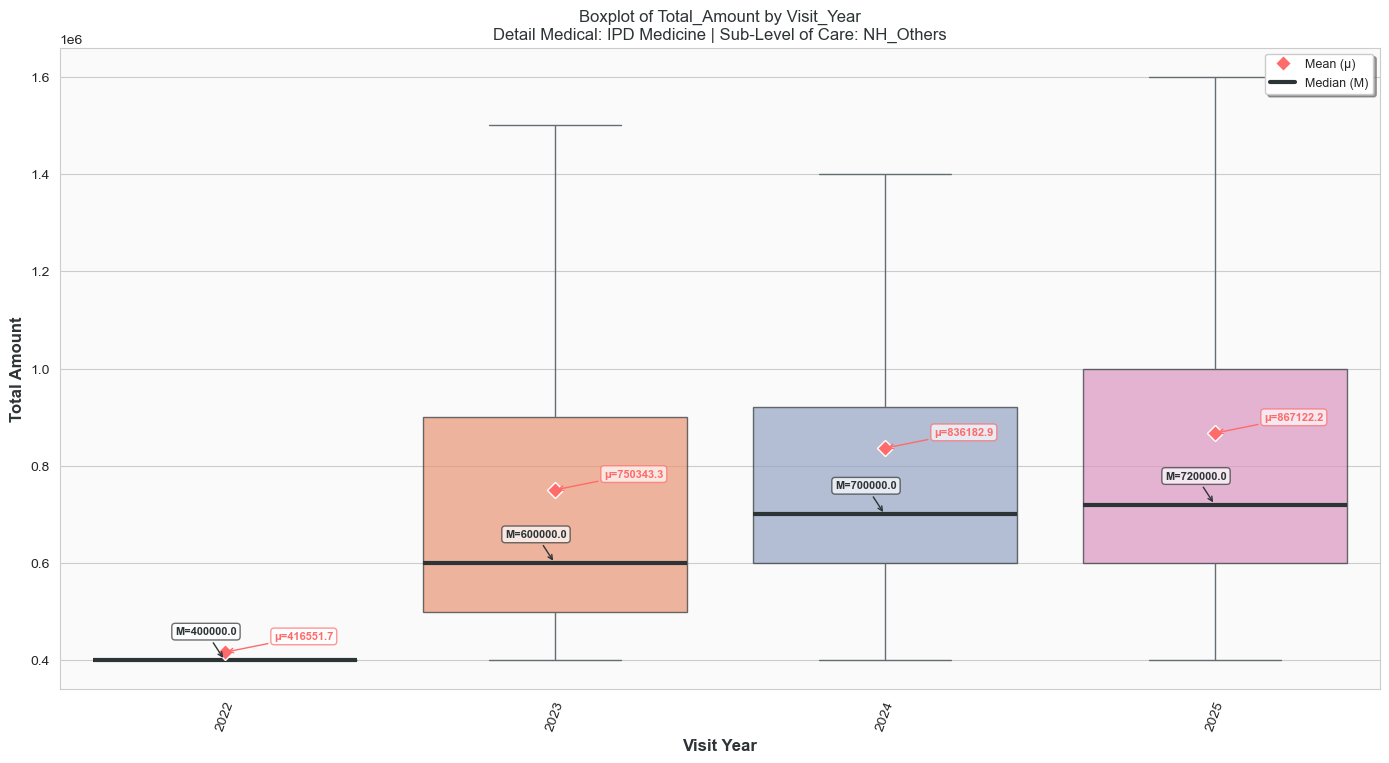 Boxplot of Total_Amount by Visit_Year
Detail Medical: IPD Medicine | Sub-Level of Care: NH_Others
1e6
Mean (μ)
Median (M)
1.6
1.4
1.2
1.0
0.8
0.6
0.4
Total Amount
M=400000.0
μ=416551.7
M=600000.0
μ=750343.3
M=700000.0
μ=836182.9
M=720000.0
μ=867122.2
2022
2023
2024
2025
Visit Year